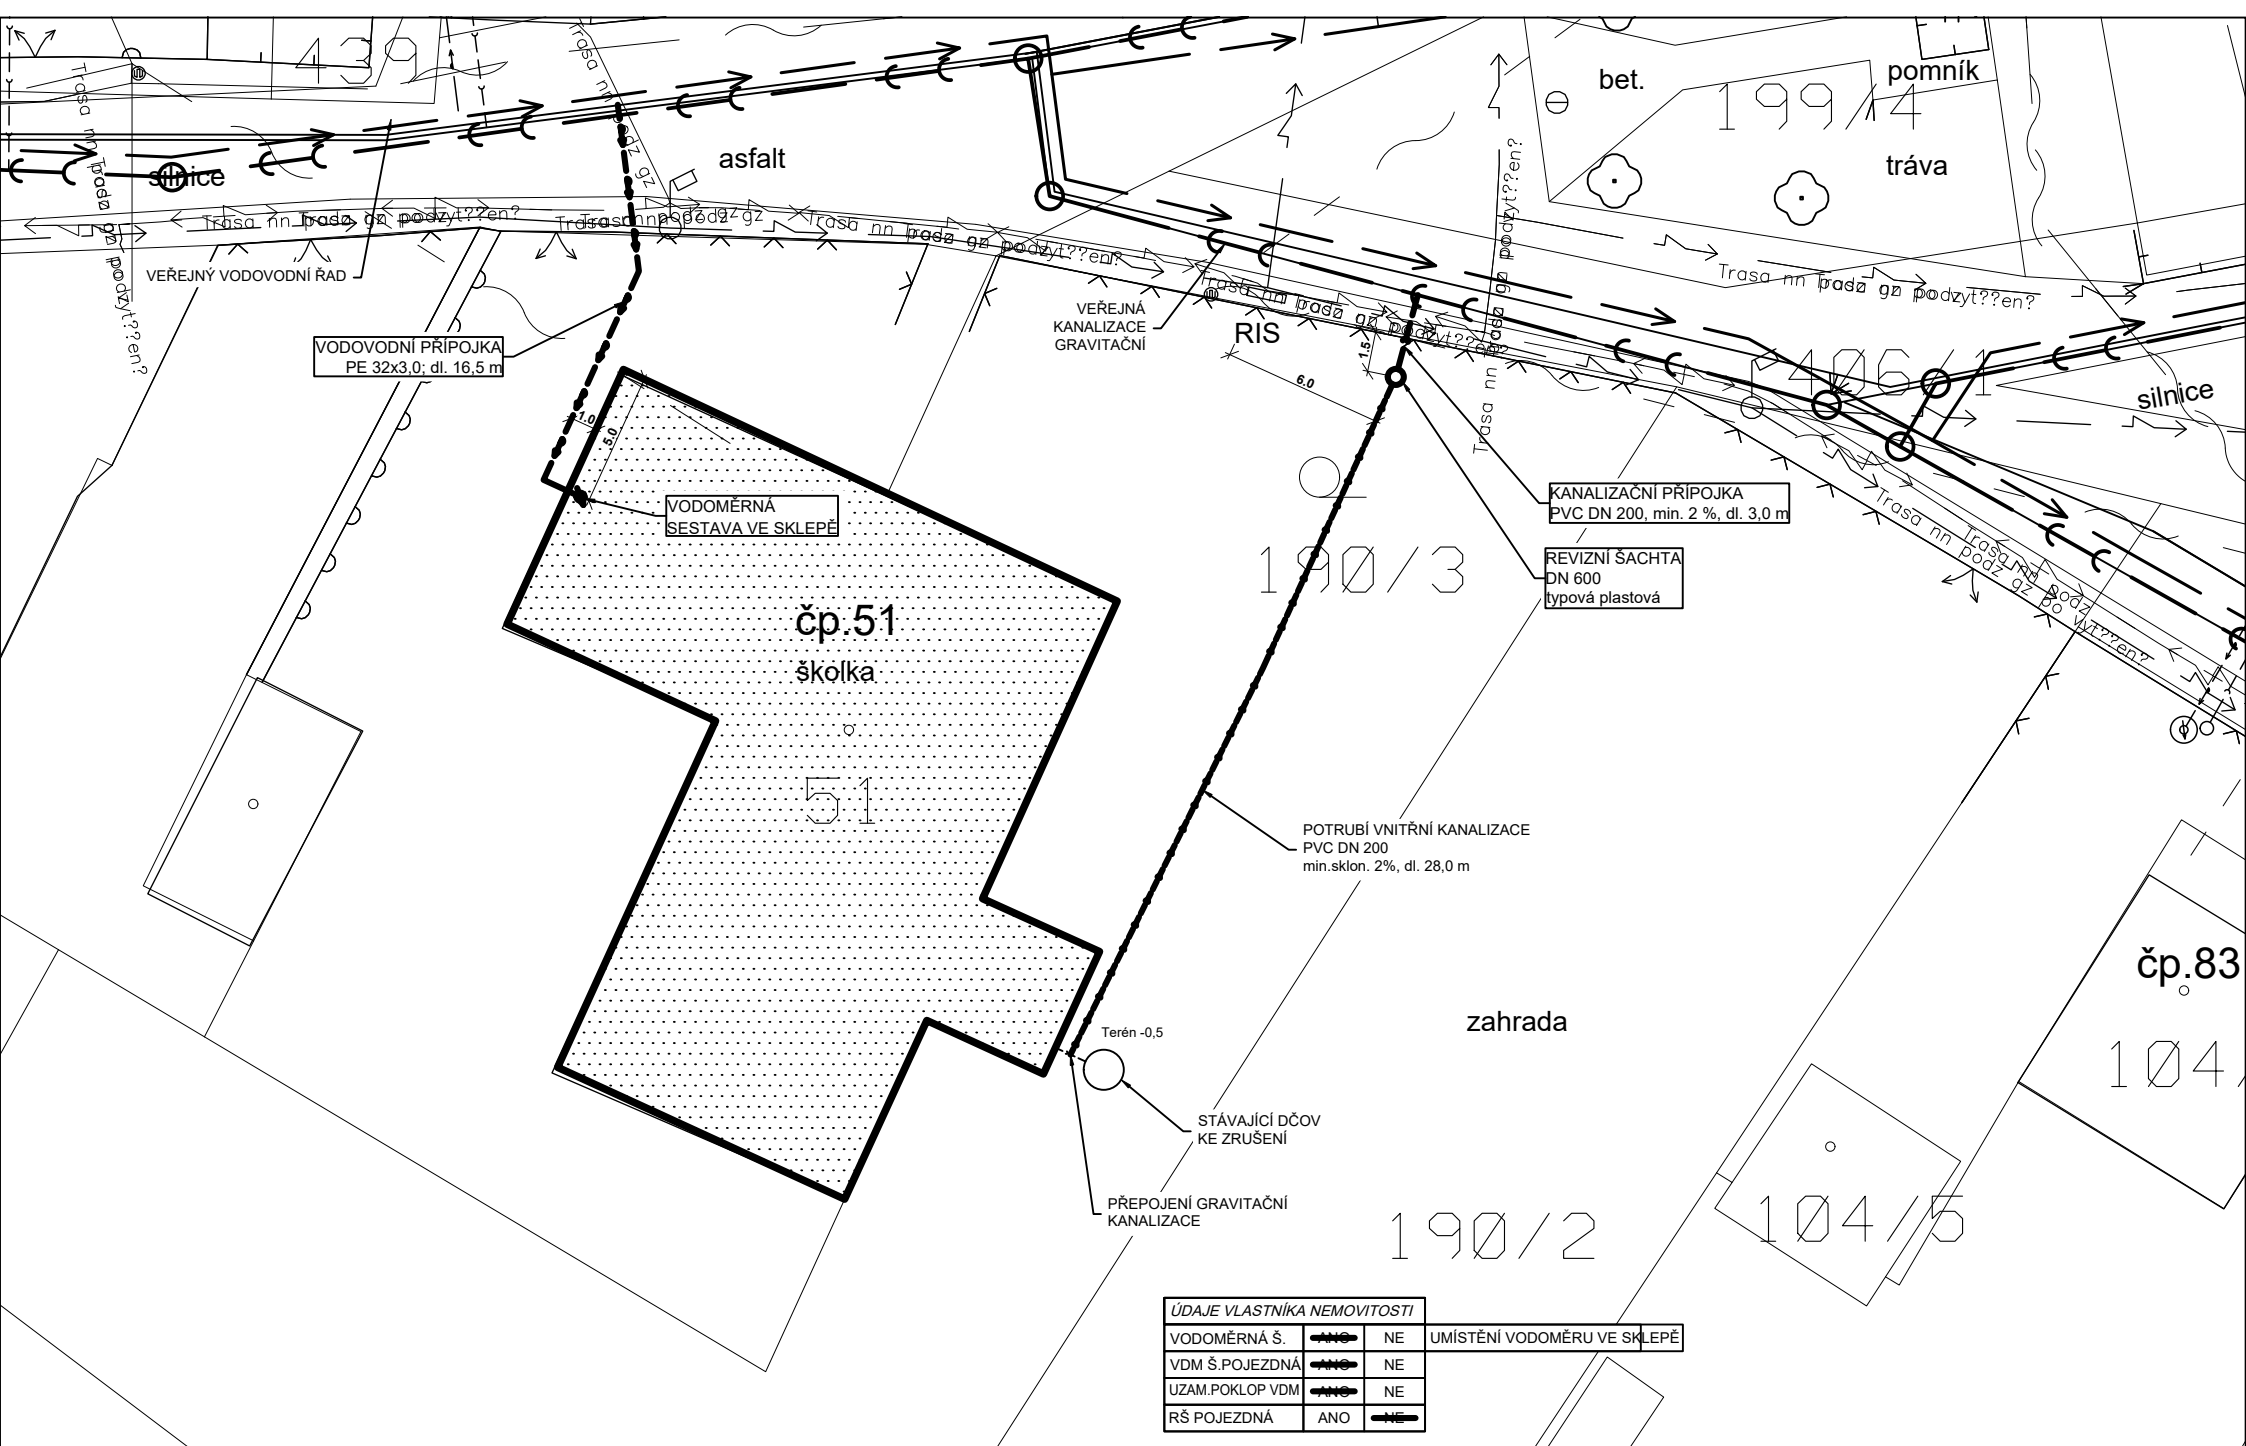 439
bet.
pomník
199/4
tráva
asfalt
silnice
Trasa nn podz gz
Trasa nn
VEŘEJNÝ VODOVODNÍ ŘAD
VEŘEJNÁ
KANALIZACE
GRAVITAČNÍ
RIS
1.5
6.0
VODOVODNÍ PŘÍPOJKA
PE 32x3,0; dl. 16,5 m
1.0
5.0
406/1
silnice
VODOMĚRNÁ
SESTAVA VE SKLEPĚ
KANALIZAČNÍ PŘÍPOJKA
PVC DN 200, min. 2 %, dl. 3,0 m
REVIZNÍ ŠACHTA
DN 600
typová plastová
190/3
čp.51
školka
51
POTRUBÍ VNITŘNÍ KANALIZACE
PVC DN 200
min.sklon. 2%, dl. 28,0 m
čp.83
104/
zahrada
Terén -0,5
STÁVAJÍCÍ DČOV
KE ZRUŠENÍ
PŘEPOJENÍ GRAVITAČNÍ
KANALIZACE
190/2
104/5
ÚDAJE VLASTNÍKA NEMOVITOSTI
VODOMĚRNÁ Š. ANO NE UMÍSTĚNÍ VODOMĚRU VE SKLEPĚ
VDM Š.POJEZDNÁ ANO NE
UZAM.POKLOP VDM ANO NE
RŠ POJEZDNÁ ANO NE